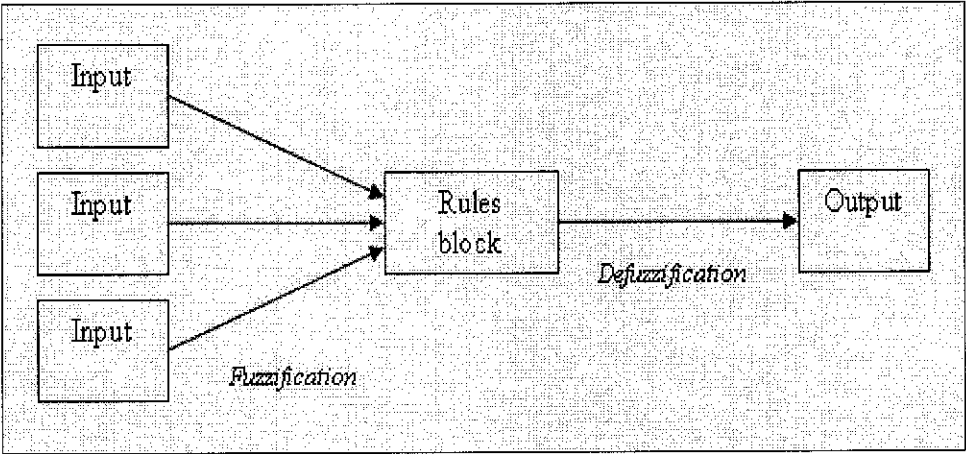 Input
Input
Input
Rules
block
Output
Fuzzification
Defuzzification